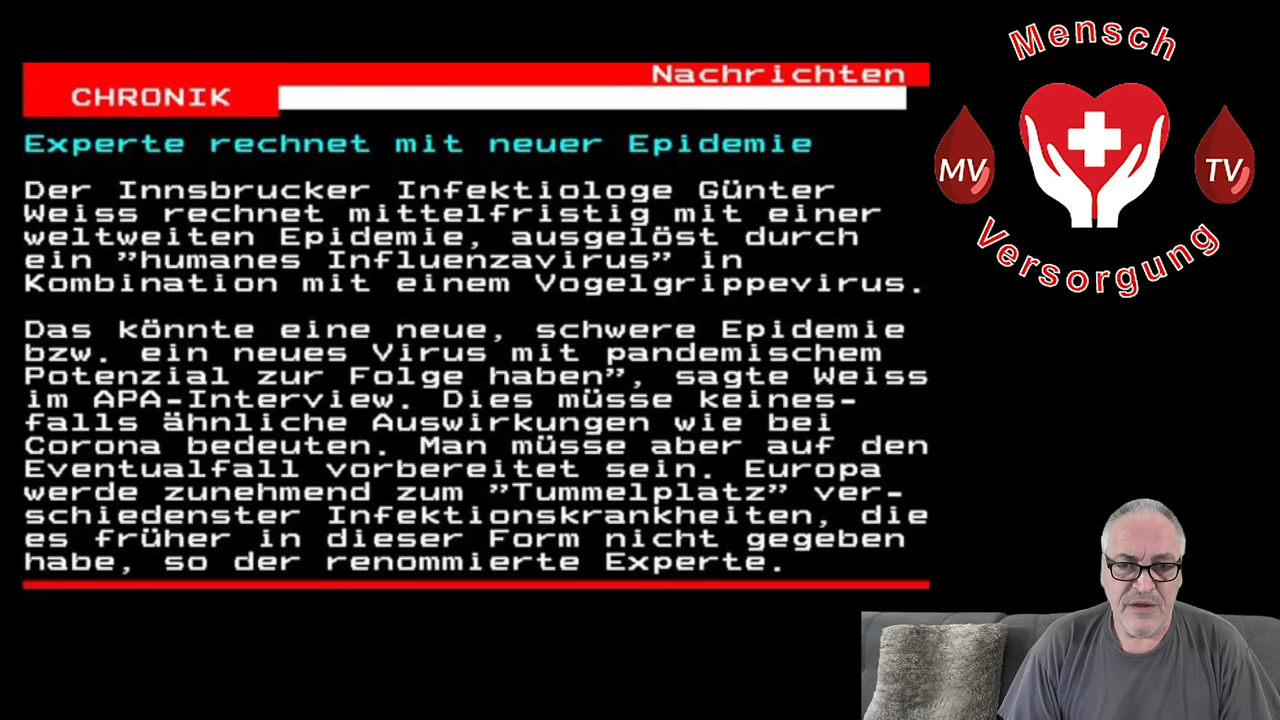 Nachrichten
CHRONIK
Experte rechnet mit neuer Epidemie
Der Innsbrucker Infektiologe Günter
Weiss rechnet mittelfristig mit einer
weltweiten Epidemie, ausgelöst durch
ein ”humanes Influenzavirus” in
Kombination mit einem Vogelgrippevirus.
Das könnte eine neue, schwere Epidemie
bzw. ein neues Virus mit pandemischem
Potenzial zur Folge haben”, sagte Weiss
im APA-Interview. Dies müsse keines-
falls ähnliche Auswirkungen wie bei
Corona bedeuten. Man müsse aber auf den
Eventualfall vorbereitet sein. Europa
werde zunehmend zum ”Tummelplatz” ver-
schiedenster Infektionskrankheiten, die
es früher in dieser Form nicht gegeben
habe, so der renommierte Experte.
Mensch
MV
TV
Versorgung